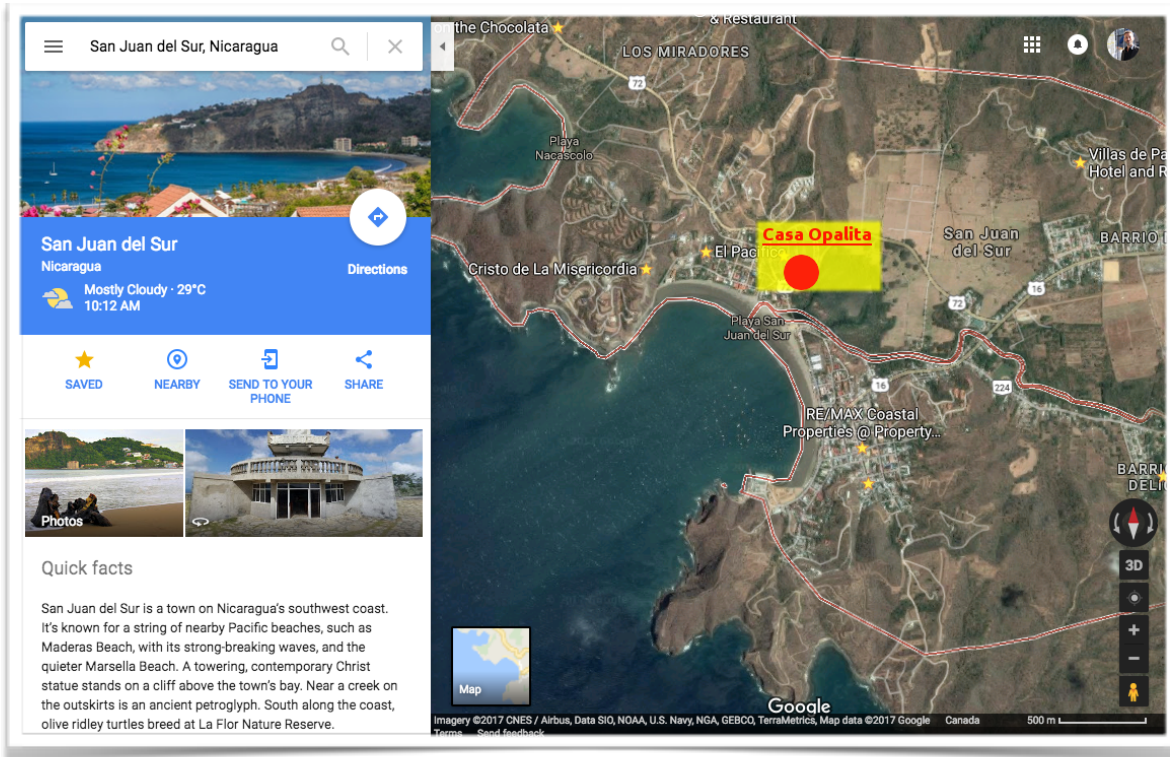 San Juan del Sur, Nicaragua
San Juan del Sur
Nicaragua
Directions
Mostly Cloudy · 29°C
10:12 AM
SAVED
NEARBY
SEND TO YOUR
PHONE
SHARE
Photos
Quick facts
San Juan del Sur is a town on Nicaragua's southwest coast.
It's known for a string of nearby Pacific beaches, such as
Maderas Beach, with its strong-breaking waves, and the
quieter Marsella Beach. A towering, contemporary Christ
statue stands on a cliff above the town's bay. Near a creek on
the outskirts is an ancient petroglyph. South along the coast,
olive ridley turtles breed at La Flor Nature Reserve.
& Restaurant
on the Chocolata
LOS MIRADORES
72
Playa
Nacascolo
Villas de Pa
Hotel and R
Casa Opalita
San Juan
del Sur
BARRIO
El Pacific
Cristo de La Misericordia
16
72
Playa San
Juan del Sur
16
224
RE/MAX Coastal
Properties @ Property...
BARRI
DELI
3D
Map
Google
Imagery ©2017 CNES / Airbus, Data SIO, NOAA, U.S. Navy, NGA, GEBCO, TerraMetrics, Map data ©2017 Google Canada 500 m
Terms Send feedback